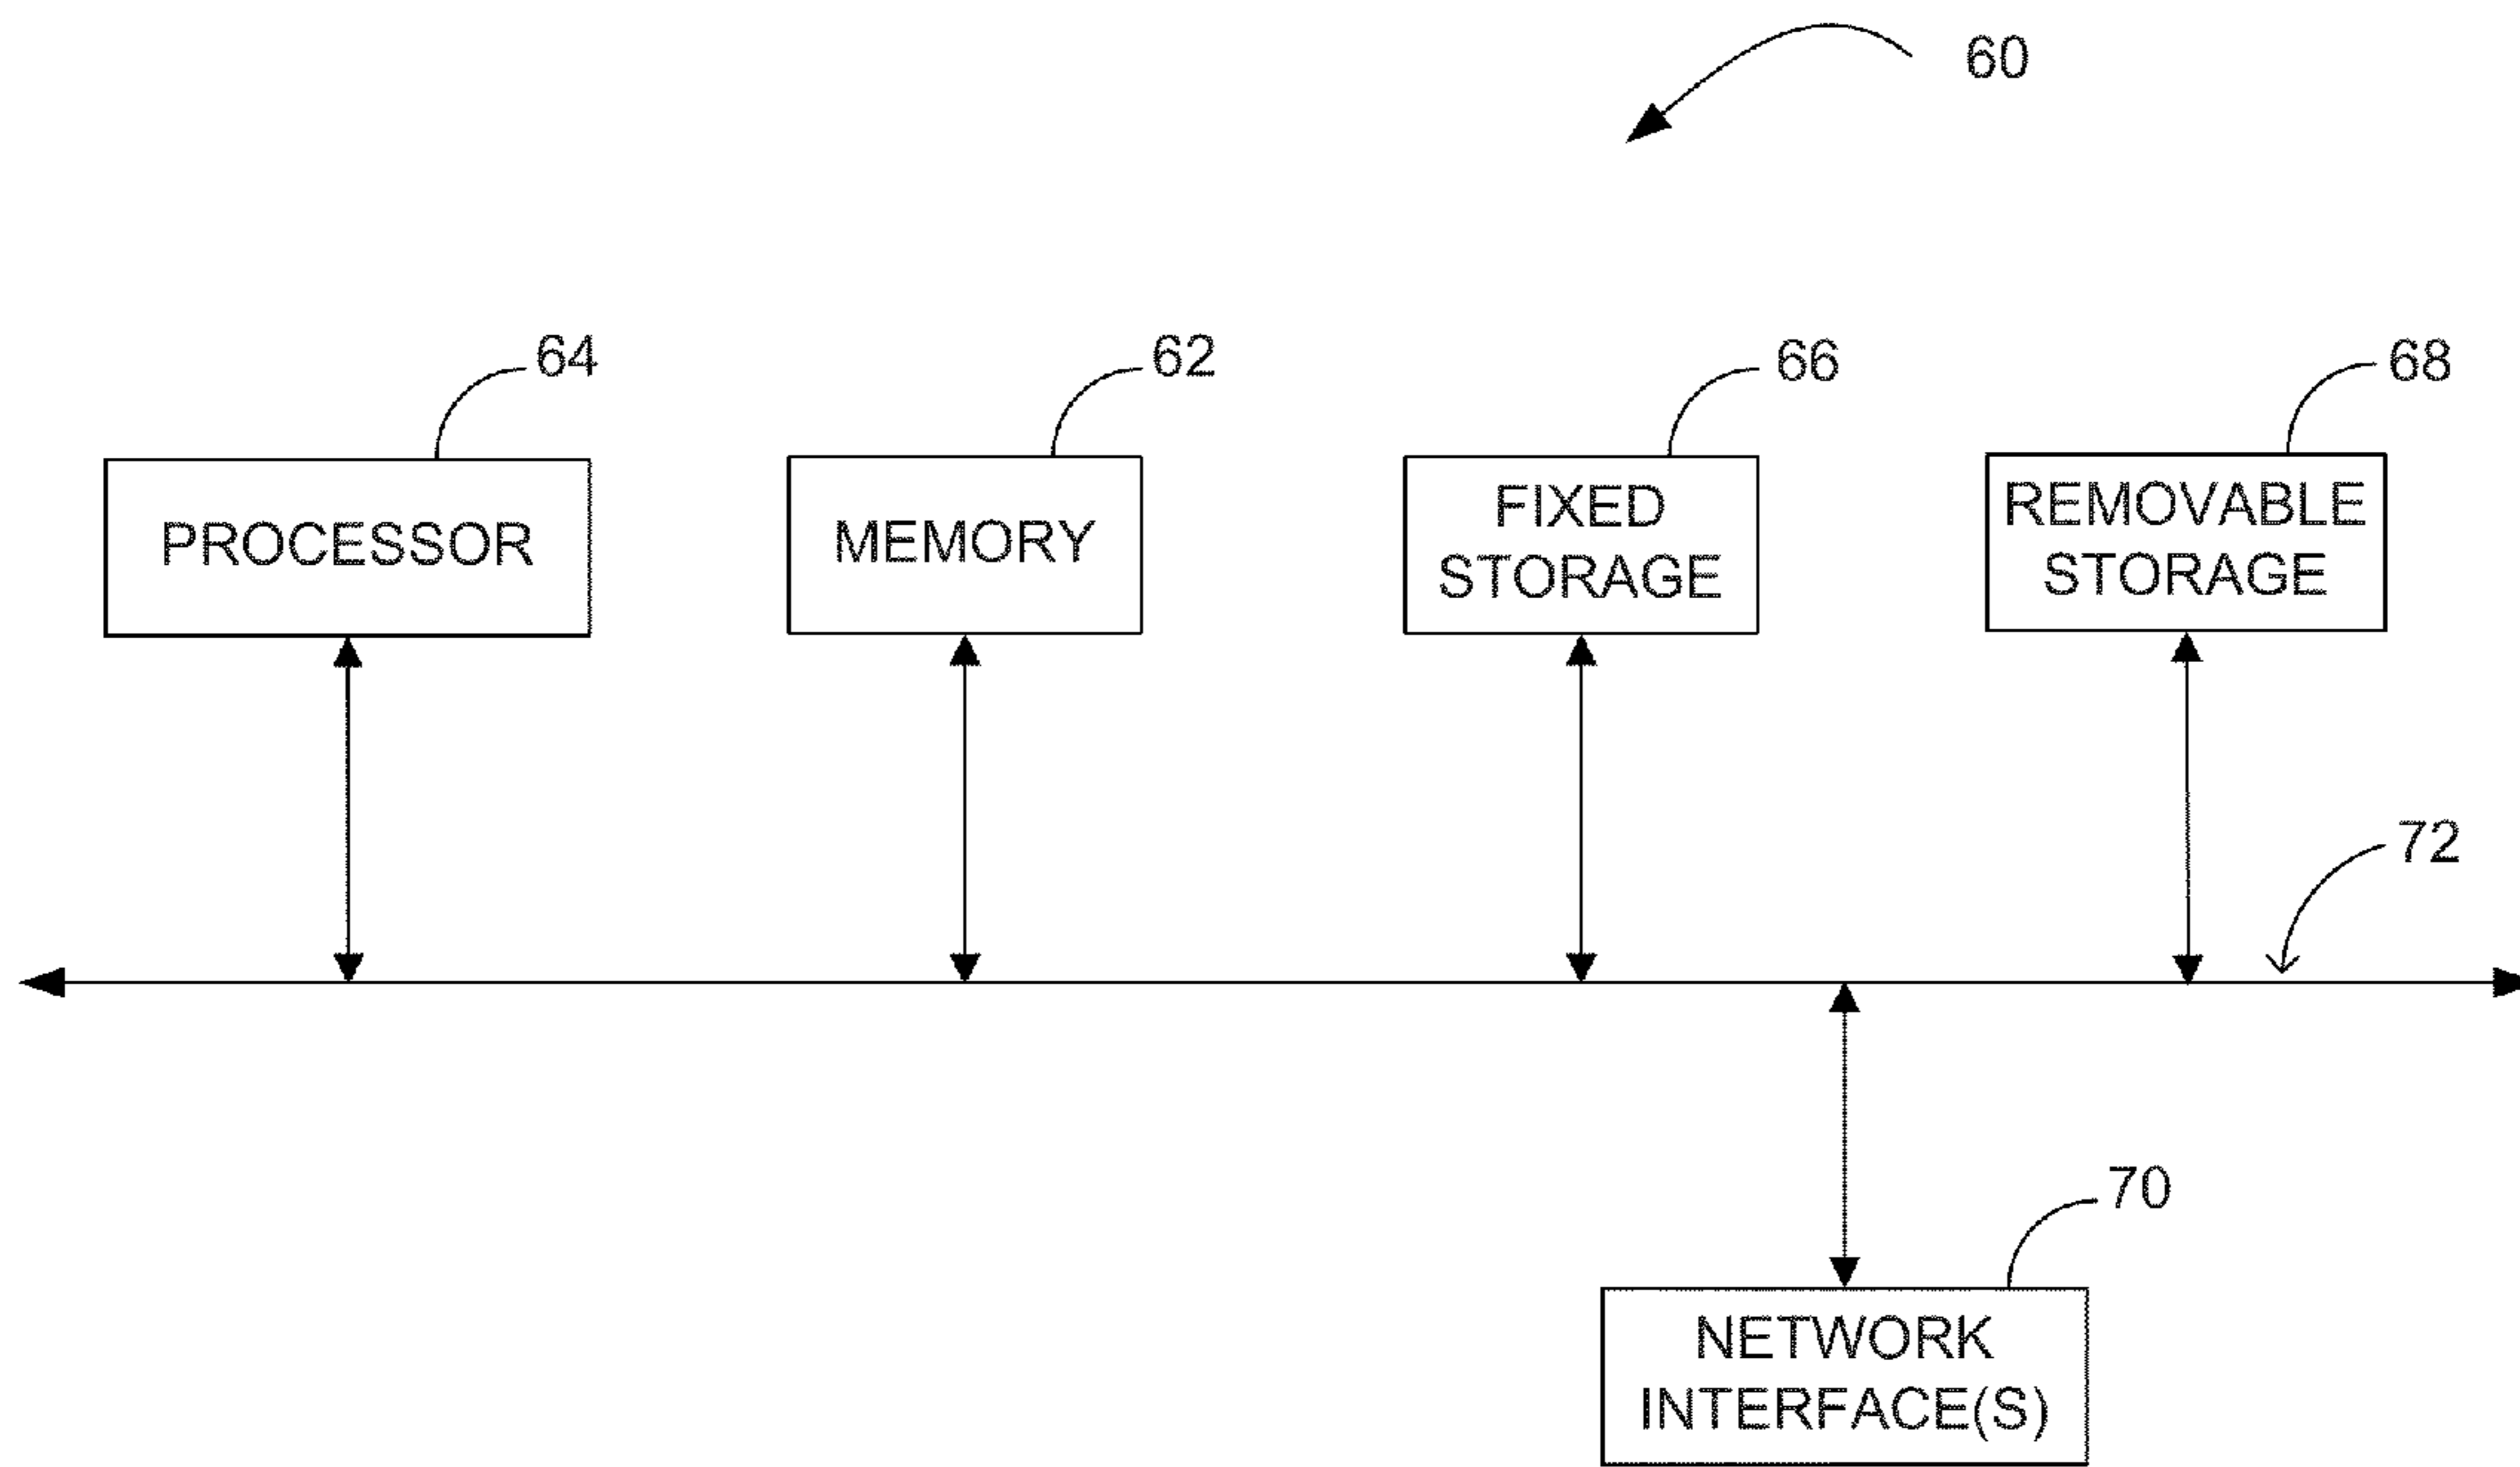 60
64
62
66
68
PROCESSOR
MEMORY
FIXED
STORAGE
REMOVABLE
STORAGE
72
70
NETWORK
INTERFACE(S)